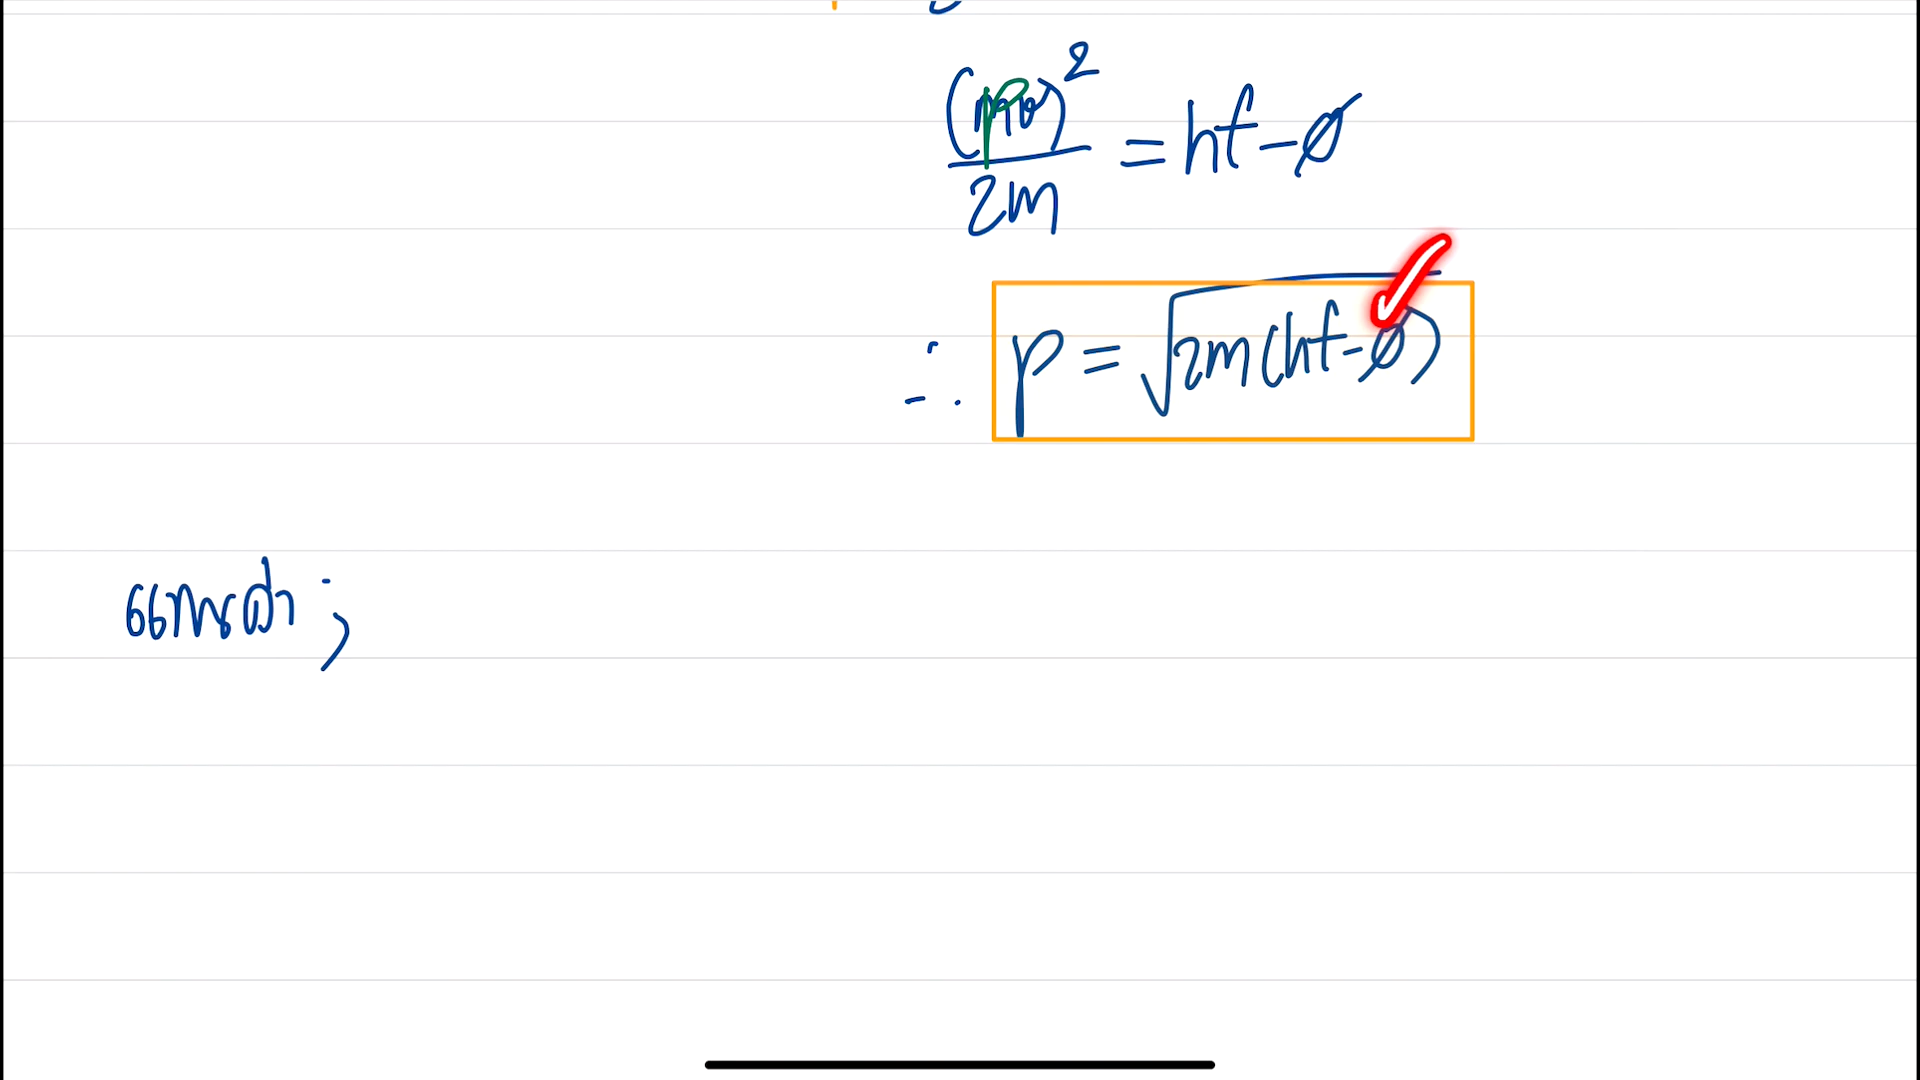 (mv)² / 2m = hf - ø
∴ p = √2m(hf - ø)
แทนค่า ;